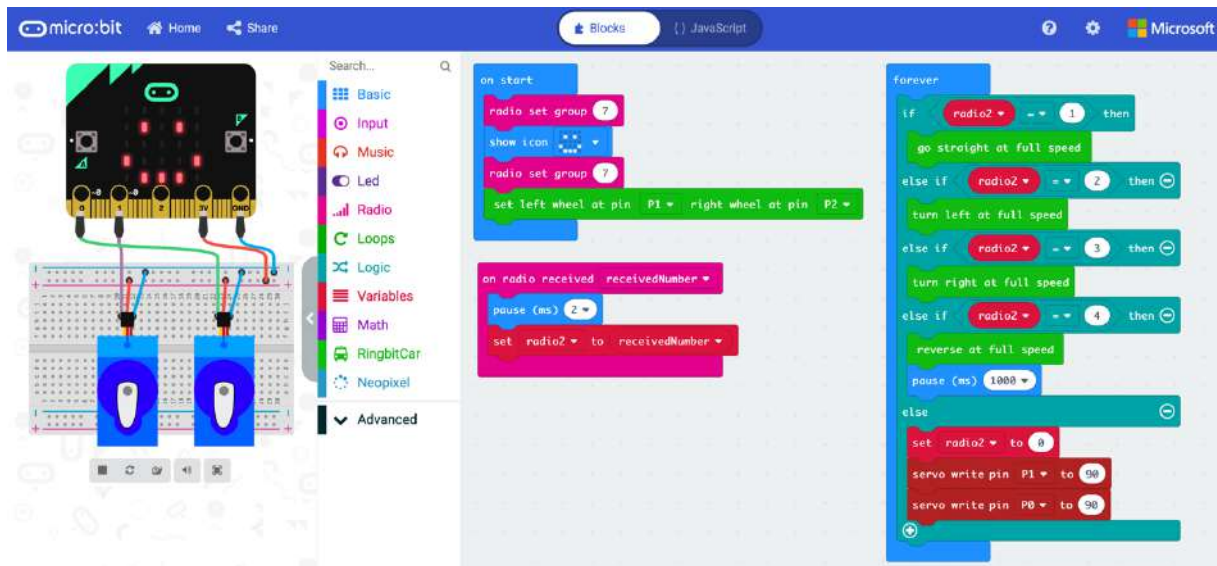 micro:bit
Home
Share
Blocks
{} JavaScript
Microsoft
0
1
2
3V
GND
Search...
Basic
Input
Music
Led
Radio
Loops
Logic
Variables
Math
RingbitCar
Neopixel
Advanced
on start
radio set group 7
show icon
radio set group 7
set left wheel at pin P1 right wheel at pin P2
on radio received receivedNumber
pause (ms) 2
set radio2 to receivedNumber
forever
if radio2 = 1 then
go straight at full speed
else if radio2 = 2 then
turn left at full speed
else if radio2 = 3 then
turn right at full speed
else if radio2 = 4 then
reverse at full speed
pause (ms) 1000
else
set radio2 to 0
servo write pin P1 to 90
servo write pin P0 to 90